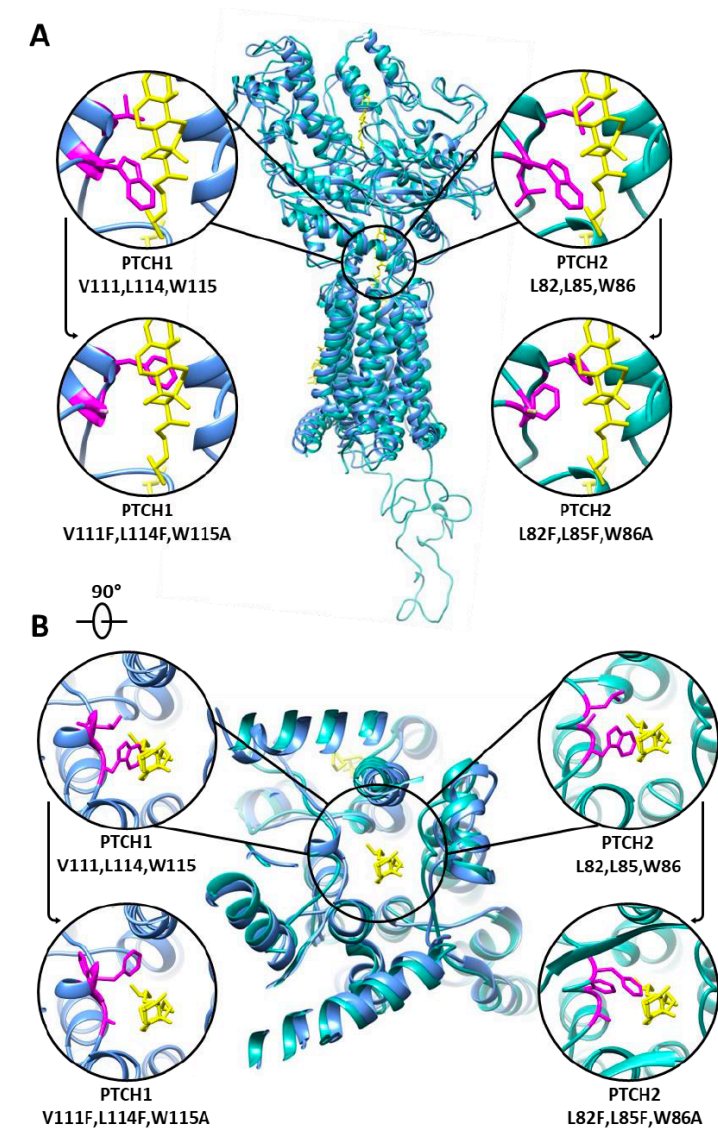 A
PTCH1
V111,L114,W115
PTCH2
L82,L85,W86
PTCH1
V111F,L114F,W115A
PTCH2
L82F,L85F,W86A
90°
B
PTCH1
V111,L114,W115
PTCH2
L82,L85,W86
PTCH1
V111F,L114F,W115A
PTCH2
L82F,L85F,W86A